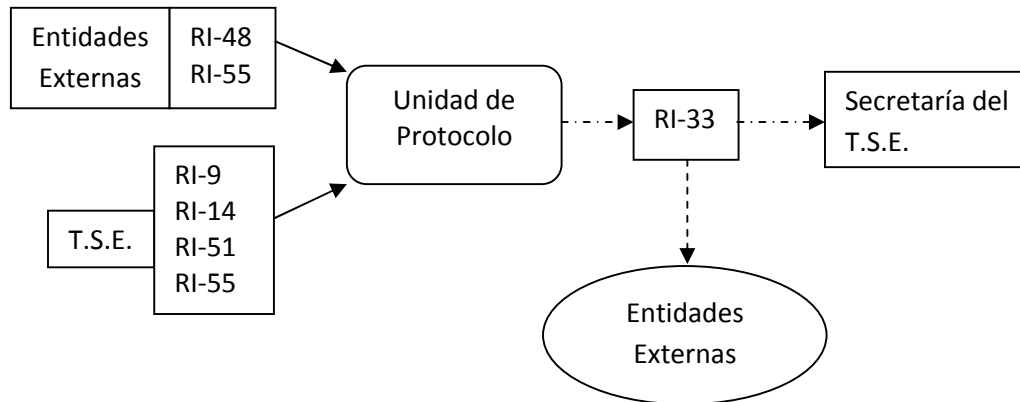 Entidades
Externas
RI-48
RI-55
T.S.E.
RI-9
RI-14
RI-51
RI-55
Unidad de
Protocolo
RI-33
Secretaría del
T.S.E.
Entidades
Externas